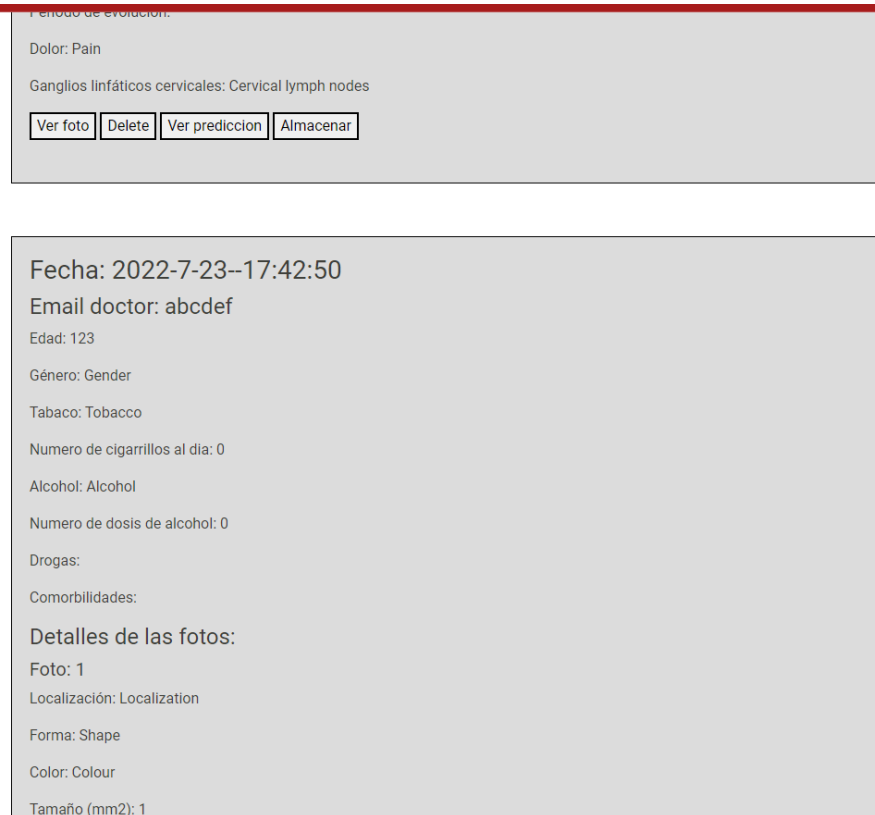 Periodo de evolución:
Dolor: Pain
Ganglios linfáticos cervicales: Cervical lymph nodes
Ver foto Delete Ver prediccion Almacenar
Fecha: 2022-7-23--17:42:50
Email doctor: abcdef
Edad: 123
Género: Gender
Tabaco: Tobacco
Numero de cigarrillos al dia: 0
Alcohol: Alcohol
Numero de dosis de alcohol: 0
Drogas:
Comorbilidades:
Detalles de las fotos:
Foto: 1
Localización: Localization
Forma: Shape
Color: Colour
Tamaño (mm2): 1